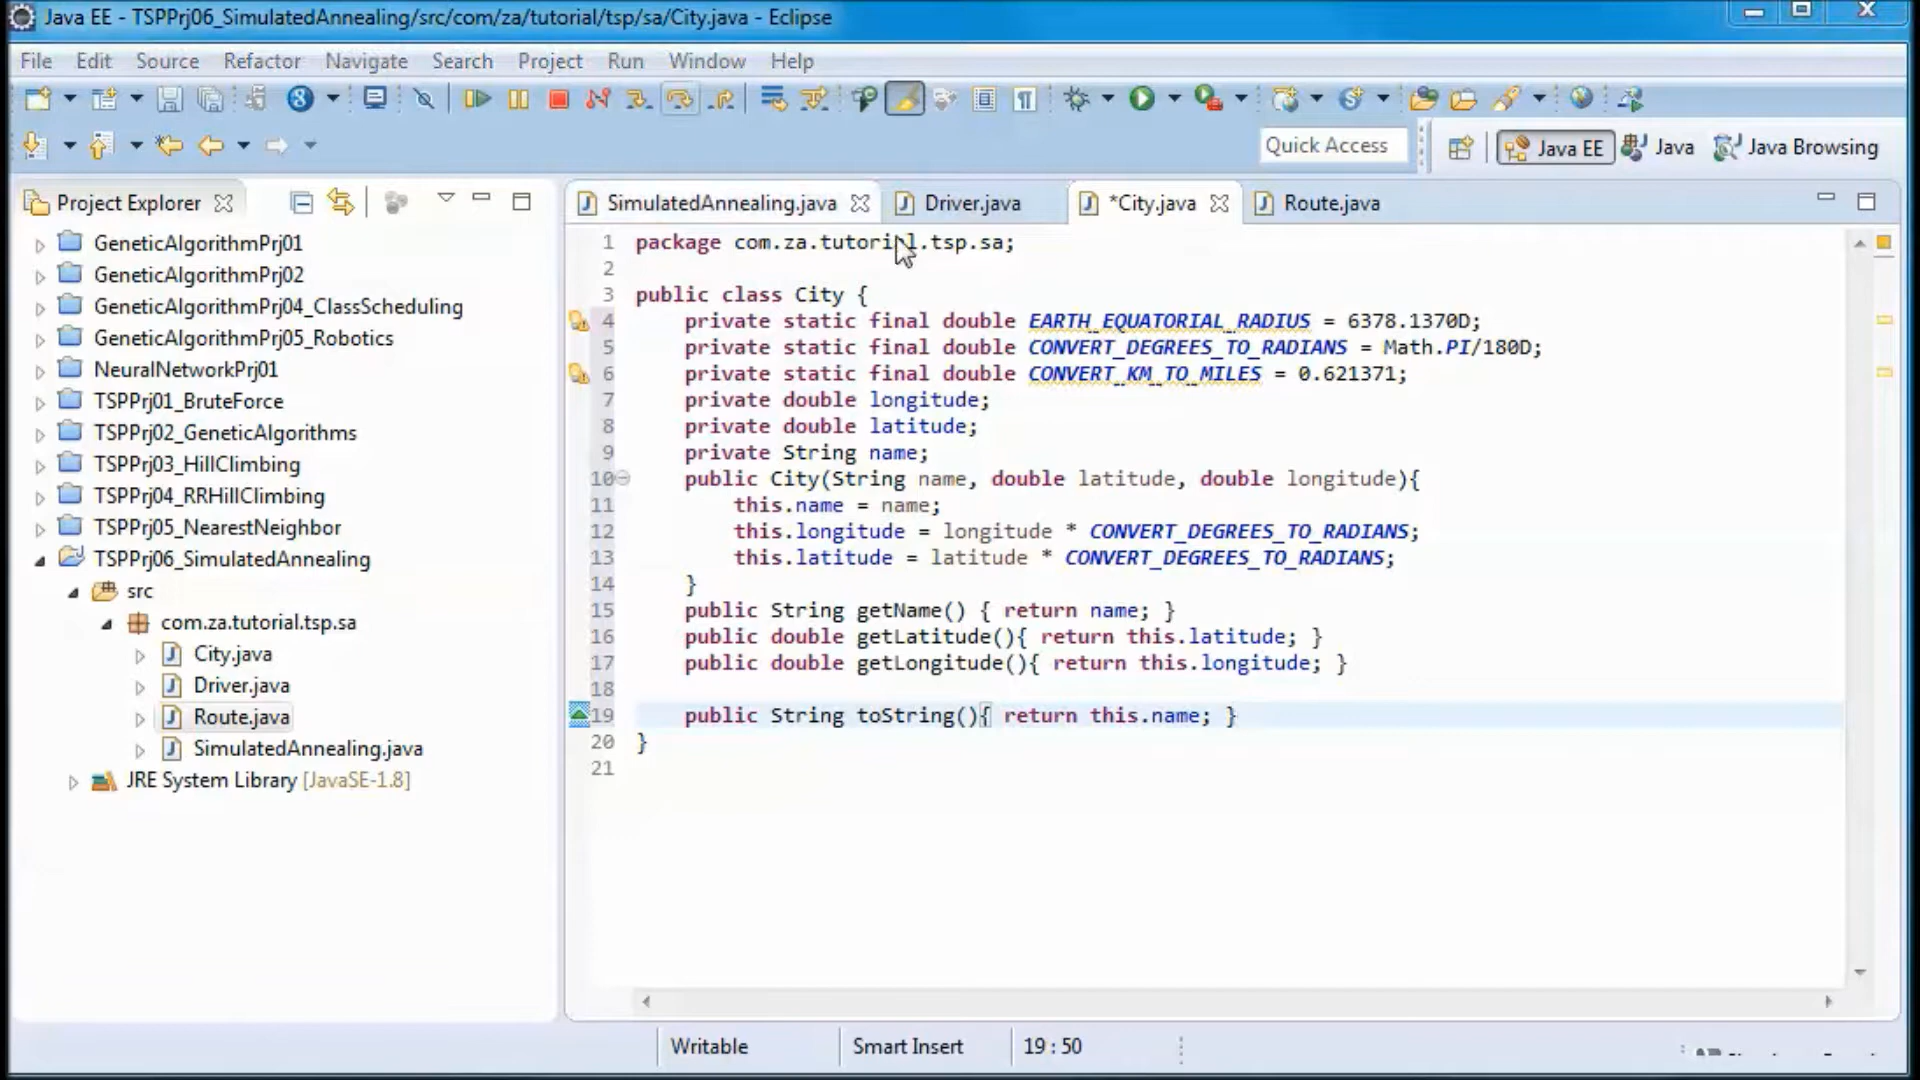 Java EE - TSPPrj06_SimulatedAnnealing/src/com/za/tutorial/tsp/sa/City.java - Eclipse
File Edit Source Refactor Navigate Search Project Run Window Help
Quick Access Java EE Java Java Browsing
Project Explorer
GeneticAlgorithmPrj01
GeneticAlgorithmPrj02
GeneticAlgorithmPrj04_ClassScheduling
GeneticAlgorithmPrj05_Robotics
NeuralNetworkPrj01
TSPPrj01_BruteForce
TSPPrj02_GeneticAlgorithms
TSPPrj03_HillClimbing
TSPPrj04_RRHillClimbing
TSPPrj05_NearestNeighbor
TSPPrj06_SimulatedAnnealing
src
com.za.tutorial.tsp.sa
City.java
Driver.java
Route.java
SimulatedAnnealing.java
JRE System Library [JavaSE-1.8]
SimulatedAnnealing.java Driver.java *City.java Route.java
1 package com.za.tutorial.tsp.sa;
2
3 public class City {
4 private static final double EARTH_EQUATORIAL_RADIUS = 6378.1370D;
5 private static final double CONVERT_DEGREES_TO_RADIANS = Math.PI/180D;
6 private static final double CONVERT_KM_TO_MILES = 0.621371;
7 private double longitude;
8 private double latitude;
9 private String name;
10 public City(String name, double latitude, double longitude){
11 this.name = name;
12 this.longitude = longitude * CONVERT_DEGREES_TO_RADIANS;
13 this.latitude = latitude * CONVERT_DEGREES_TO_RADIANS;
14 }
15 public String getName() { return name; }
16 public double getLatitude(){ return this.latitude; }
17 public double getLongitude(){ return this.longitude; }
18
19 public String toString(){ return this.name; }
20 }
21
Writable Smart Insert 19 : 50